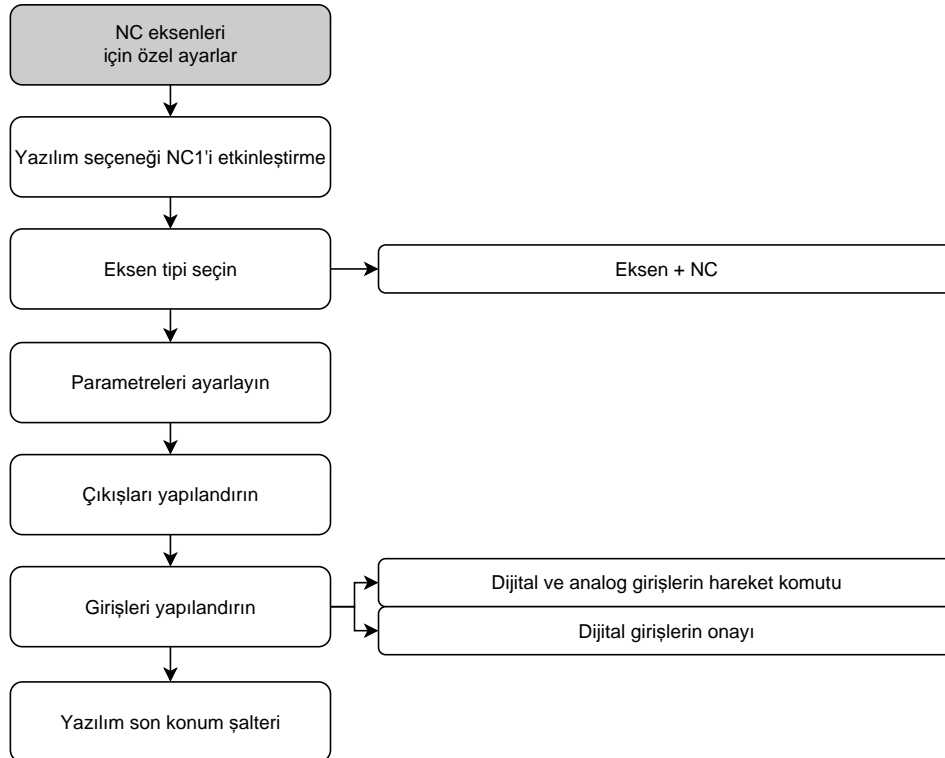 NC eksenleri
için özel ayarlar
Yazılım seçeneği NC1'i etkinleştirme
Eksen tipi seçin
Eksen + NC
Parametreleri ayarlayın
Çıkışları yapılandırın
Girişleri yapılandırın
Dijital ve analog girişlerin hareket komutu
Dijital girişlerin onayı
Yazılım son konum şalteri